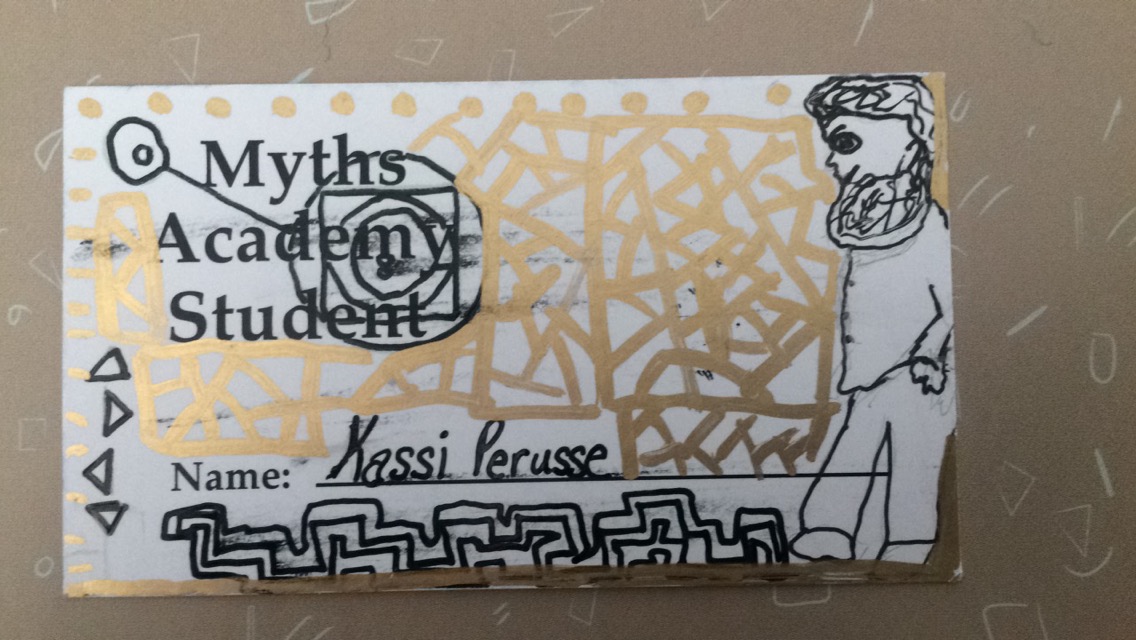 Myths
Academy
Student
Name: Kassi Perusse